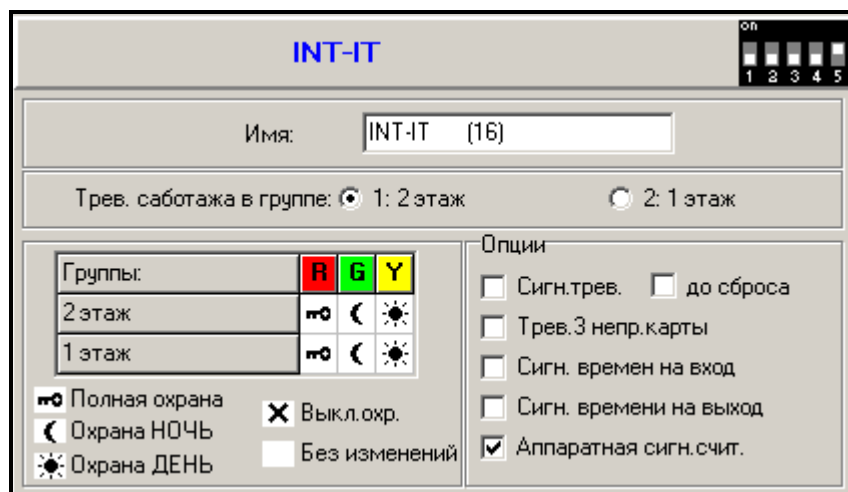 INT-IT
on
1 2 3 4 5
Имя: INT-IT (16)
Трев. саботажа в группе: 1: 2 этаж 2: 1 этаж
Группы: R G Y
2 этаж
1 этаж
Полная охрана
Охрана НОЧЬ
Охрана ДЕНЬ
Выкл.охр.
Без изменений
Опции
Сигн.трев. до сброса
Трев.3 непр.карты
Сигн. времен на вход
Сигн. времени на выход
Аппаратная сигн.счит.